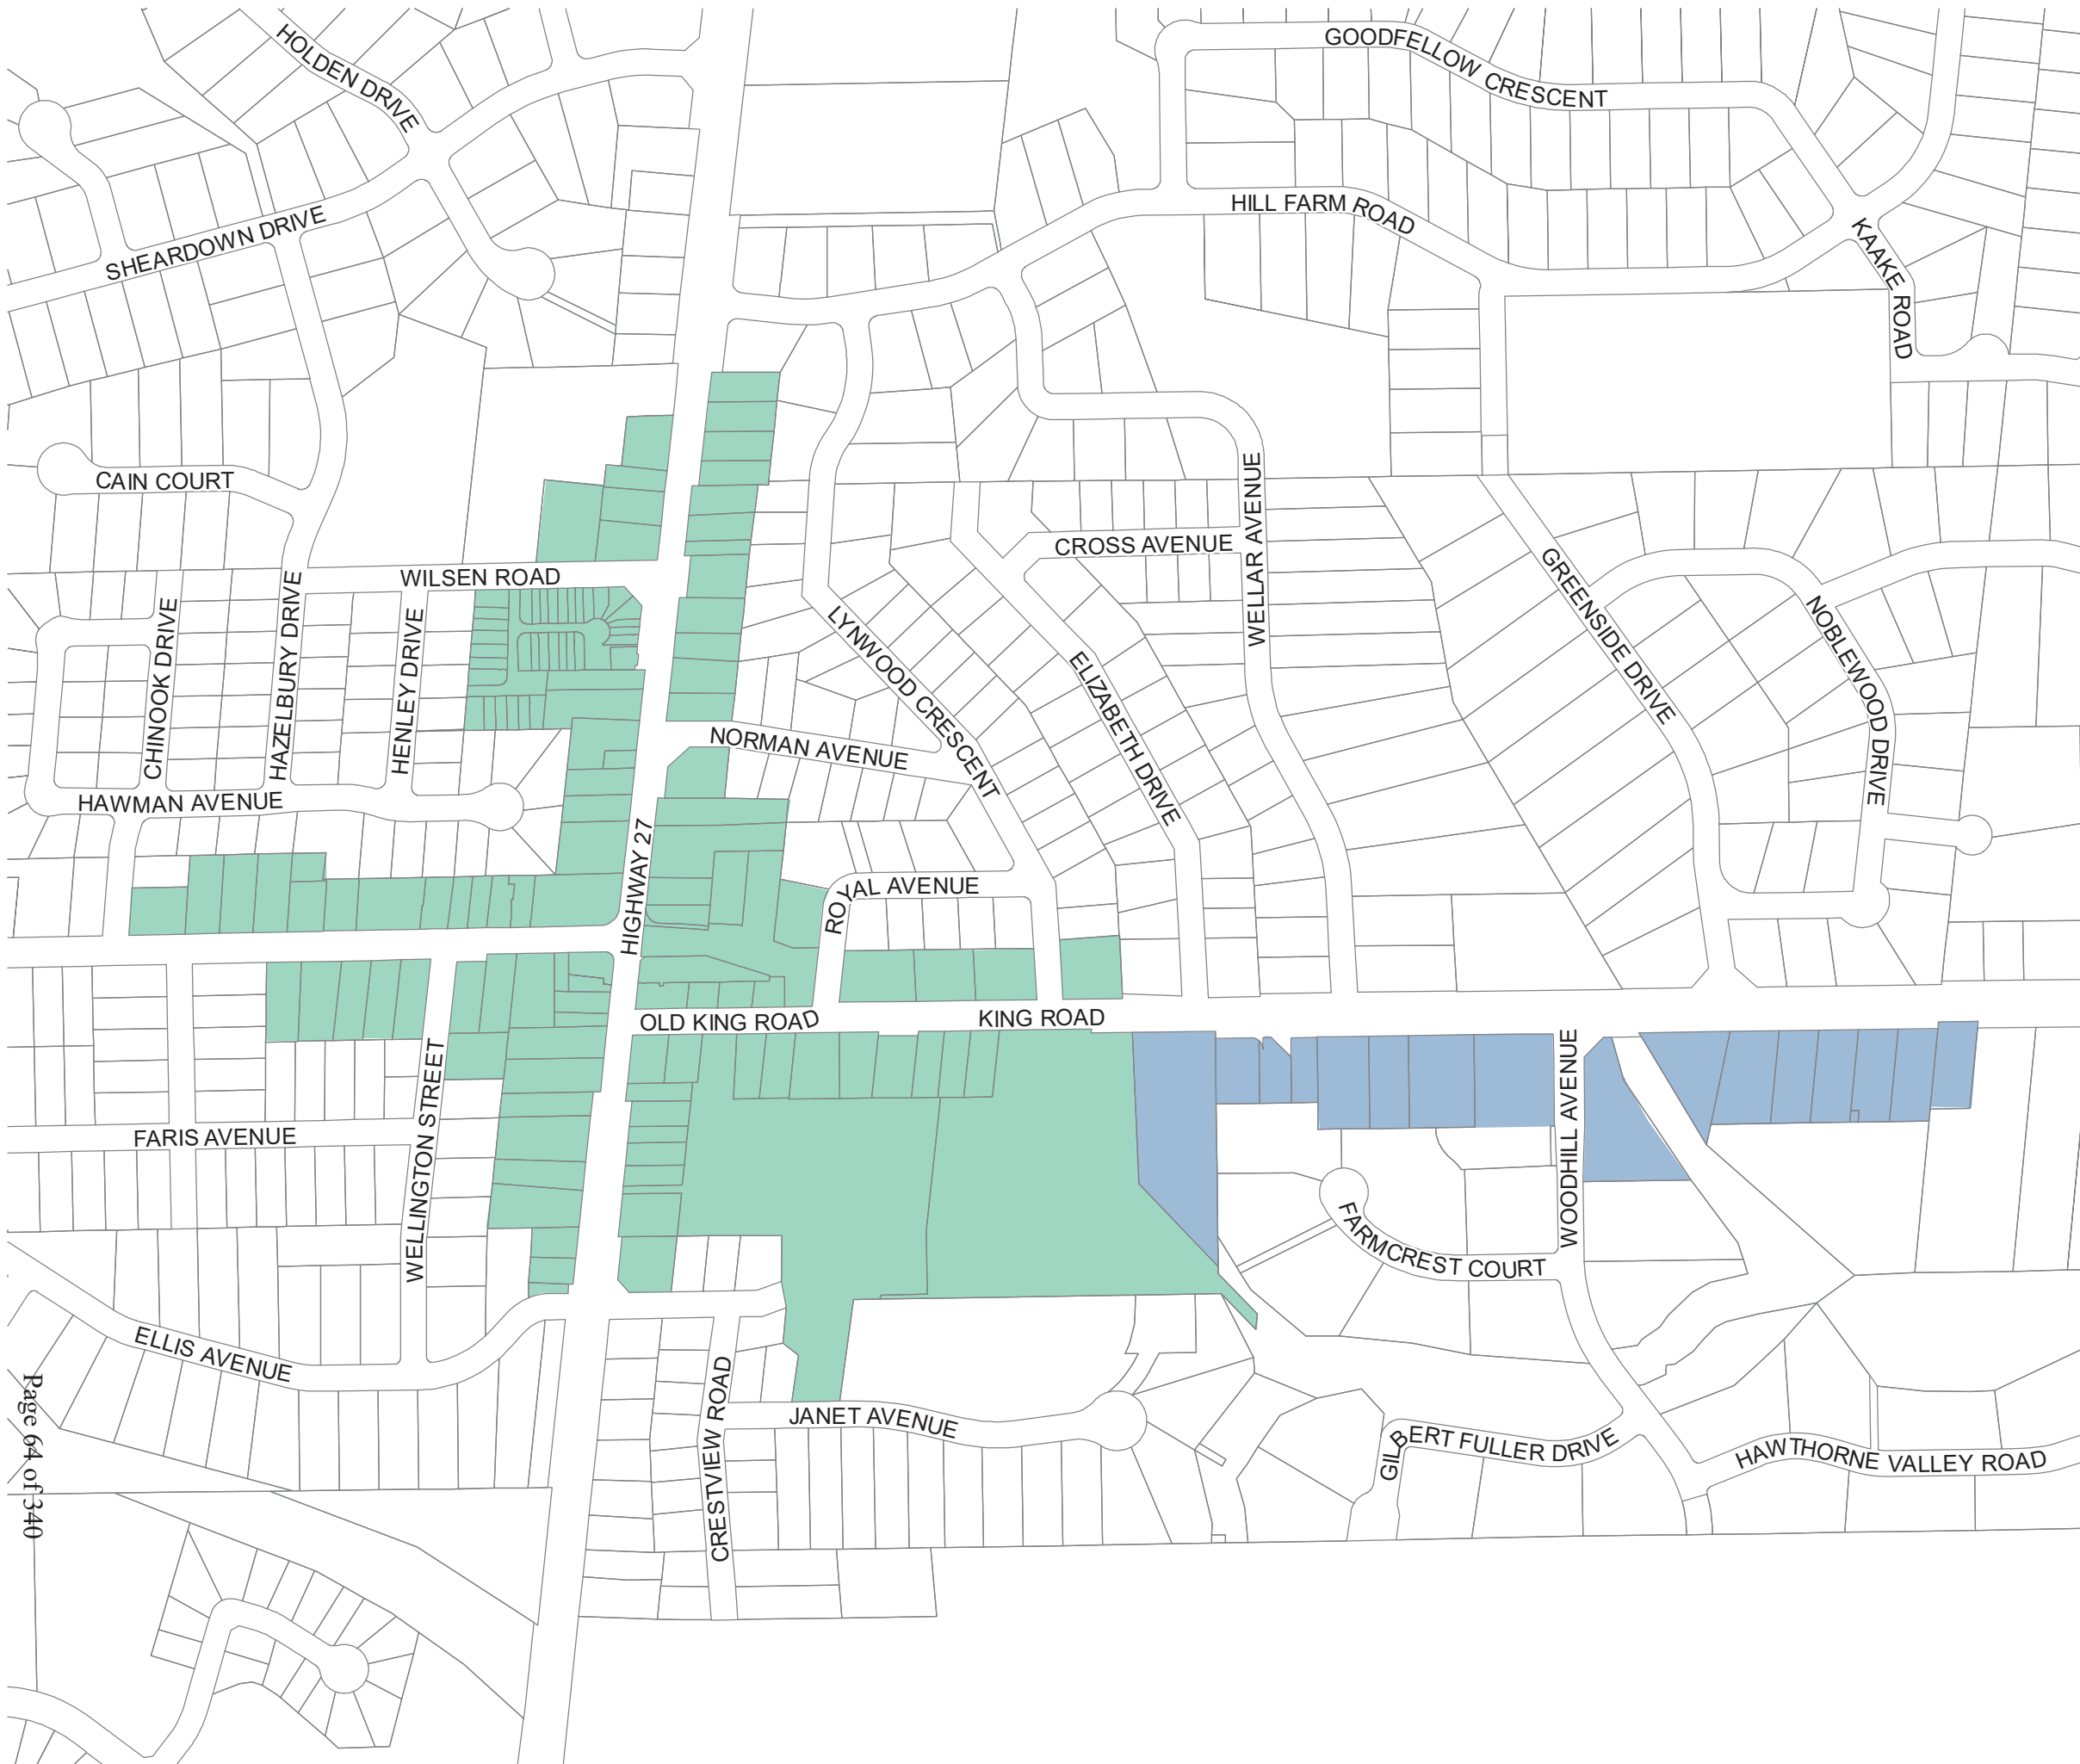 GOODFELLOW CRESCENT
HOLDEN DRIVE
HILL FARM ROAD
SHEARDOWN DRIVE
KAAKE ROAD
CAIN COURT
WELLAR AVENUE
CROSS AVENUE
WILSEN ROAD
GREENSIDE DRIVE
CHINOOK DRIVE
HAZELBURY DRIVE
HENLEY DRIVE
LYNWOOD CRESCENT
ELIZABETH DRIVE
NOBLEWOOD DRIVE
NORMAN AVENUE
HAWMAN AVENUE
HIGHWAY 27
ROYAL AVENUE
OLD KING ROAD
KING ROAD
WOODHILL AVENUE
WELLINGTON STREET
FARIS AVENUE
FARMCREST COURT
ELLIS AVENUE
CRESTVIEW ROAD
JANET AVENUE
GILBERT FULLER DRIVE
HAWTHORNE VALLEY ROAD
Page 64 of 340